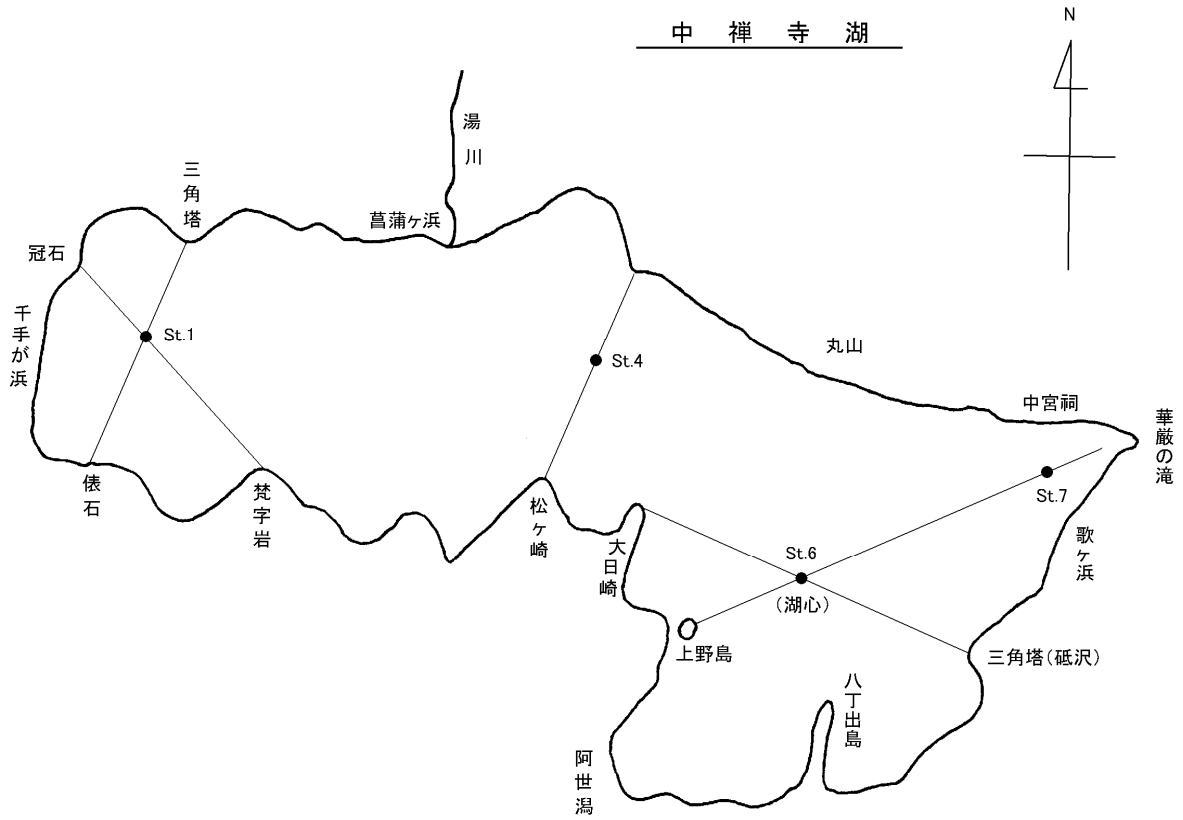 中禅寺湖
N
湯川
三角塔
菖蒲ヶ浜
冠石
千手が浜
St.1
St.4
丸山
中宮祠
華厳の滝
俵石
梵字岩
松ヶ崎
大日崎
St.7
歌ヶ浜
St.6
(湖心)
上野島
三角塔(砥沢)
八丁出島
阿世潟